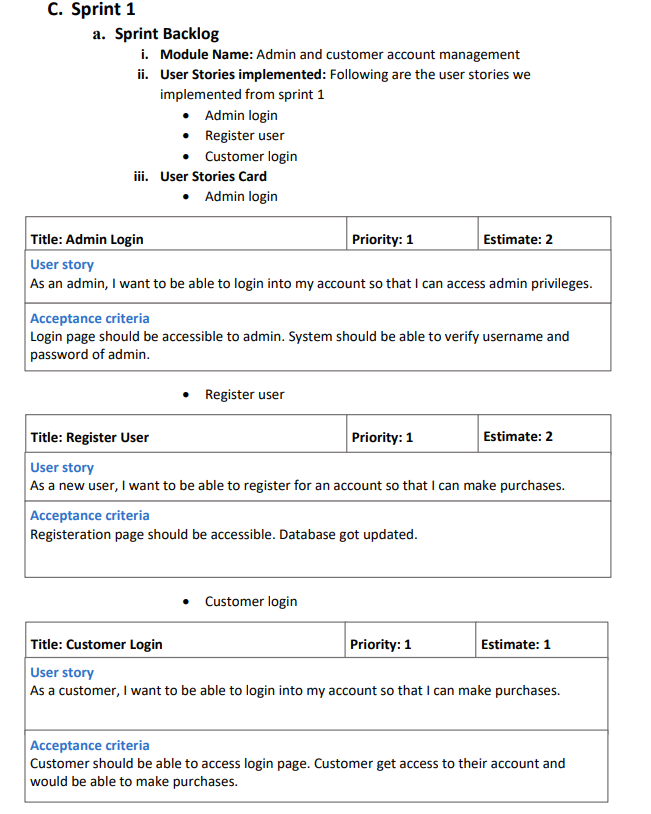 C. Sprint 1
a. Sprint Backlog
i. Module Name: Admin and customer account management
ii. User Stories implemented: Following are the user stories we
implemented from sprint 1
• Admin login
• Register user
• Customer login
iii. User Stories Card
• Admin login
Title: Admin Login Priority: 1 Estimate: 2
User story
As an admin, I want to be able to login into my account so that I can access admin privileges.
Acceptance criteria
Login page should be accessible to admin. System should be able to verify username and
password of admin.
• Register user
Title: Register User Priority: 1 Estimate: 2
User story
As a new user, I want to be able to register for an account so that I can make purchases.
Acceptance criteria
Registeration page should be accessible. Database got updated.
• Customer login
Title: Customer Login Priority: 1 Estimate: 1
User story
As a customer, I want to be able to login into my account so that I can make purchases.
Acceptance criteria
Customer should be able to access login page. Customer get access to their account and
would be able to make purchases.